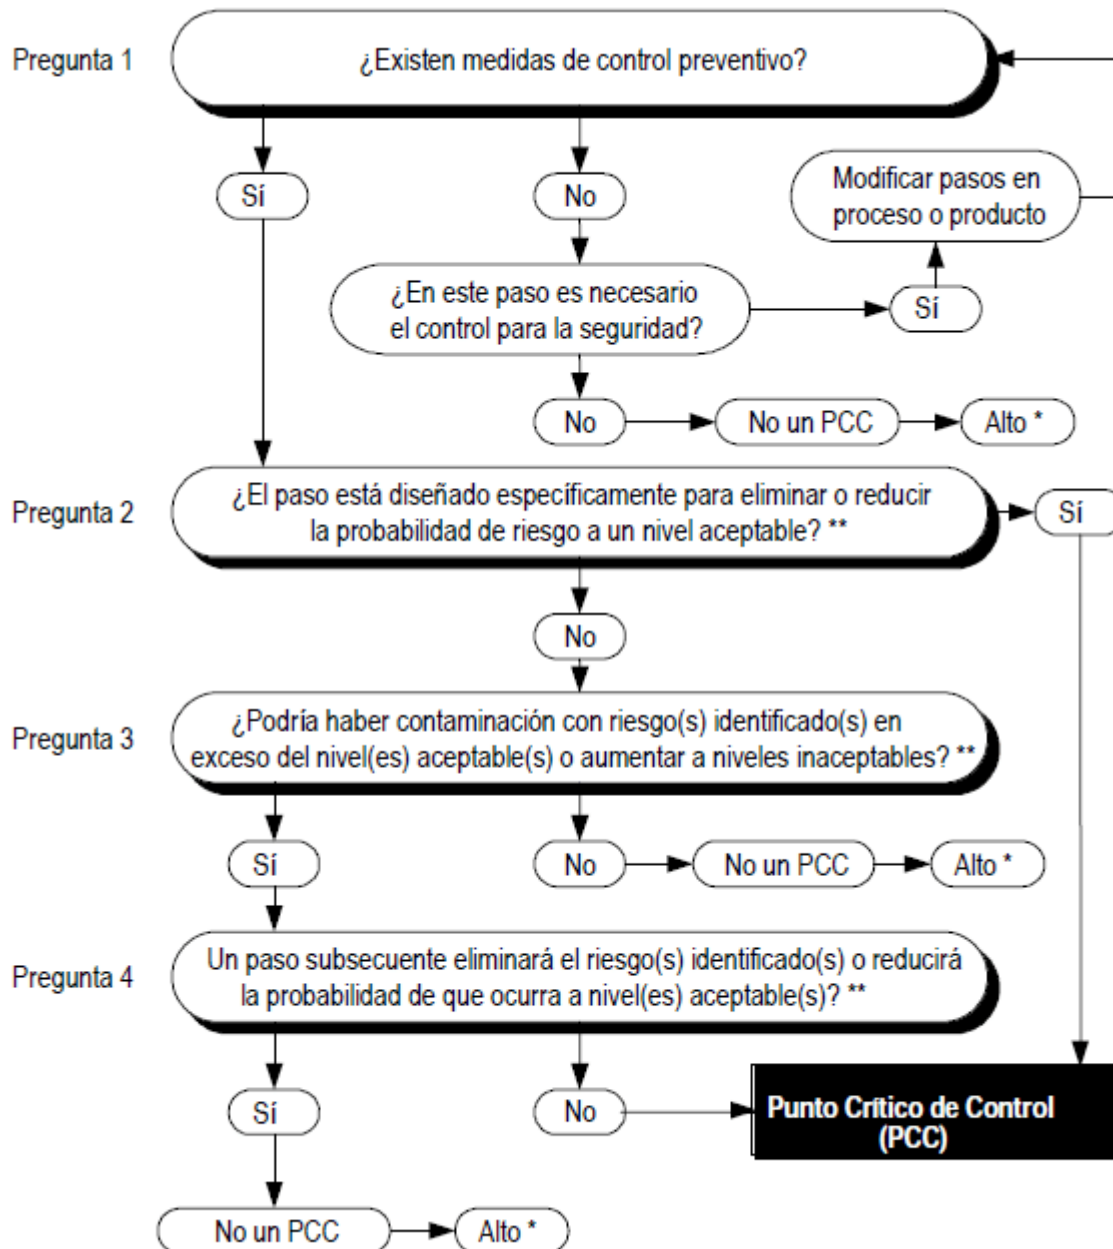 Pregunta 1
¿Existen medidas de control preventivo?
Sí
No
Modificar pasos en
proceso o producto
¿En este paso es necesario
el control para la seguridad?
Sí
No
No un PCC
Alto *
Pregunta 2
¿El paso está diseñado específicamente para eliminar o reducir
la probabilidad de riesgo a un nivel aceptable? **
Sí
No
Pregunta 3
¿Podría haber contaminación con riesgo(s) identificado(s) en
exceso del nivel(es) aceptable(s) o aumentar a niveles inaceptables? **
Sí
No
No un PCC
Alto *
Pregunta 4
Un paso subsecuente eliminará el riesgo(s) identificado(s) o reducirá
la probabilidad de que ocurra a nivel(es) aceptable(s)? **
Sí
No
Punto Crítico de Control
(PCC)
No un PCC
Alto *